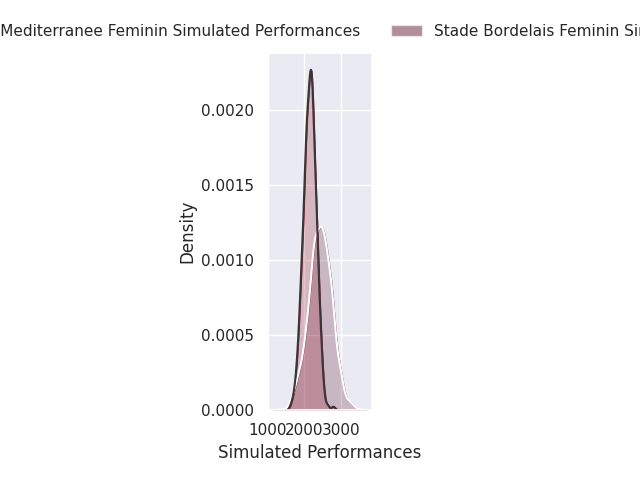 Mediterranee Feminin Simulated Performances
Stade Bordelais Feminin
0.0020
0.0015
0.0010
0.0005
0.0000
Density
1000 2000 3000
Simulated Performances